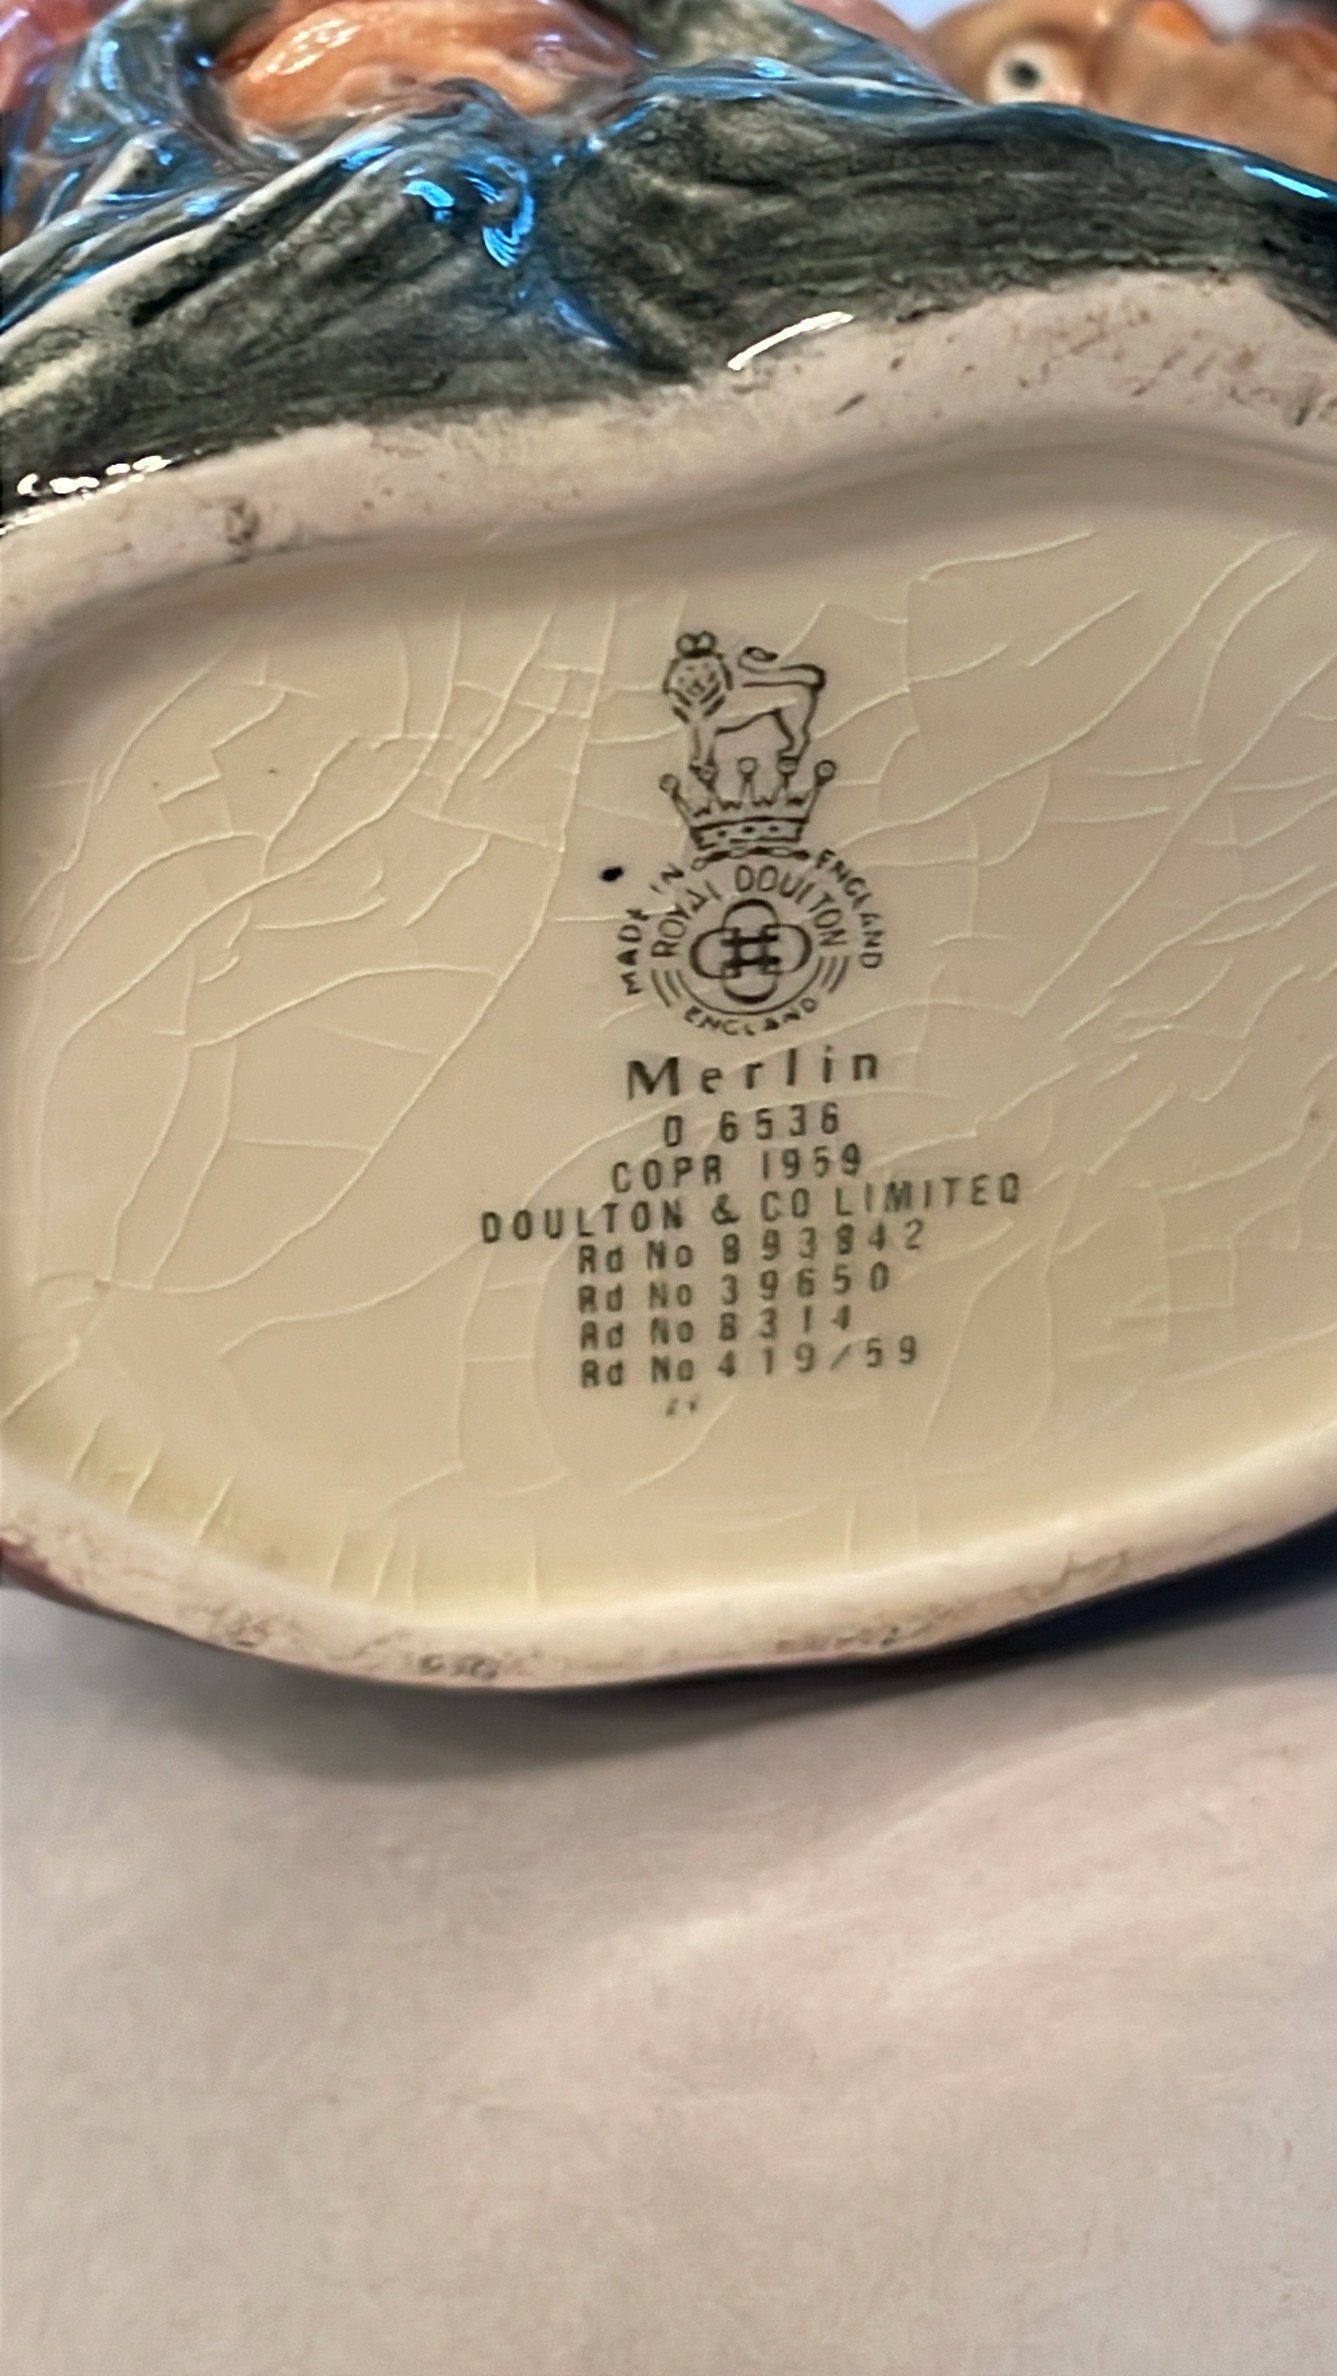 MADE IN ENGLAND
ROYAL DOULTON
ENGLAND
Merlin
D 6536
COPR 1959
DOULTON & CO LIMITED
Rd No 893842
Rd No 39650
Rd No 8314
Rd No 419/59